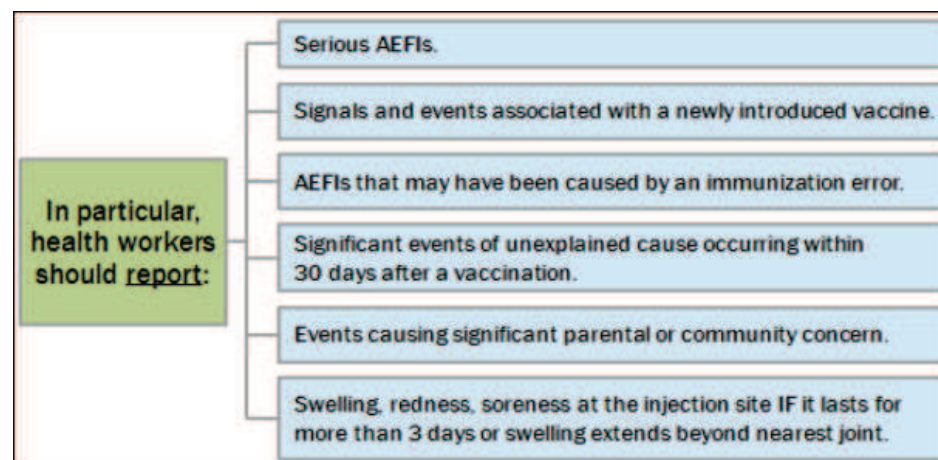 In particular,
health workers
should report:
Serious AEFIs.
Signals and events associated with a newly introduced vaccine.
AEFIs that may have been caused by an immunization error.
Significant events of unexplained cause occurring within
30 days after a vaccination.
Events causing significant parental or community concern.
Swelling, redness, soreness at the injection site IF it lasts for
more than 3 days or swelling extends beyond nearest joint.